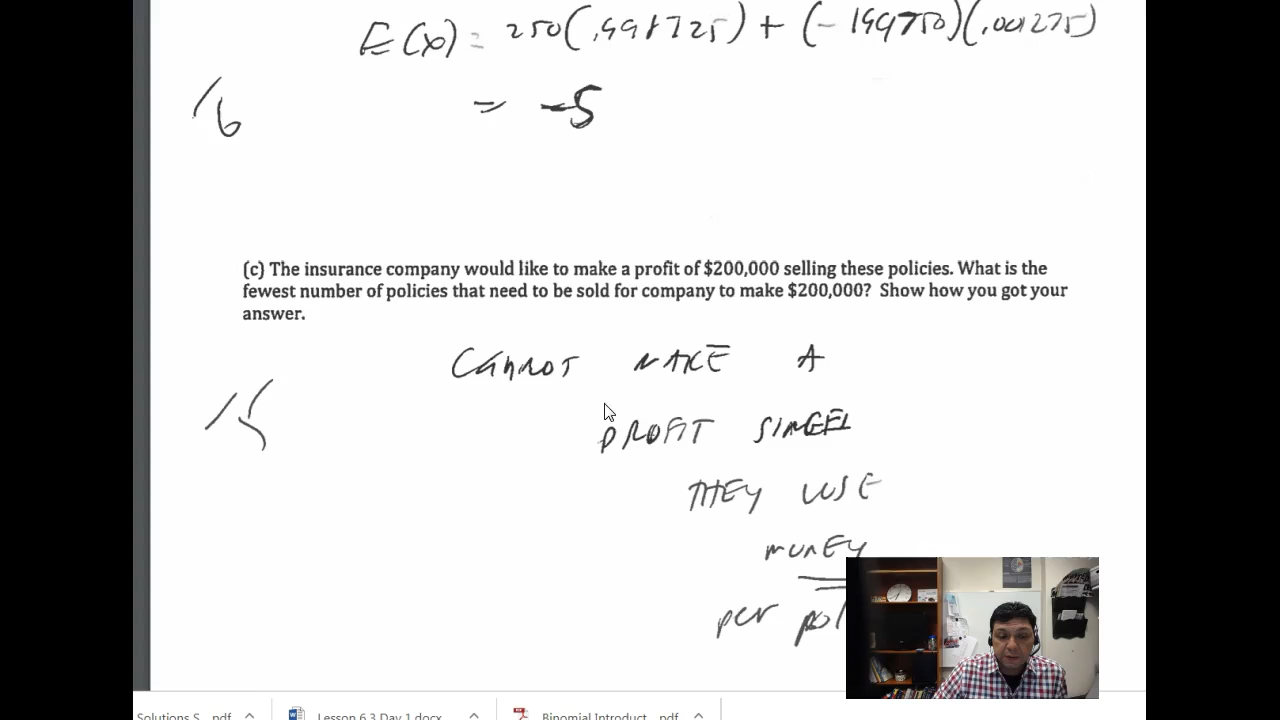 E(x) = 250(.998725) + (-199750)(.001275)
/6
= -5
(c) The insurance company would like to make a profit of $200,000 selling these policies. What is the
fewest number of policies that need to be sold for company to make $200,000? Show how you got your
answer.
CANNOT MAKE A
/5
PROFIT SINCE
THEY LOSE
MONEY
per pol
Solutions S....pdf
Lesson 6.3 Day 1.docx
Binomial Introduct....pdf